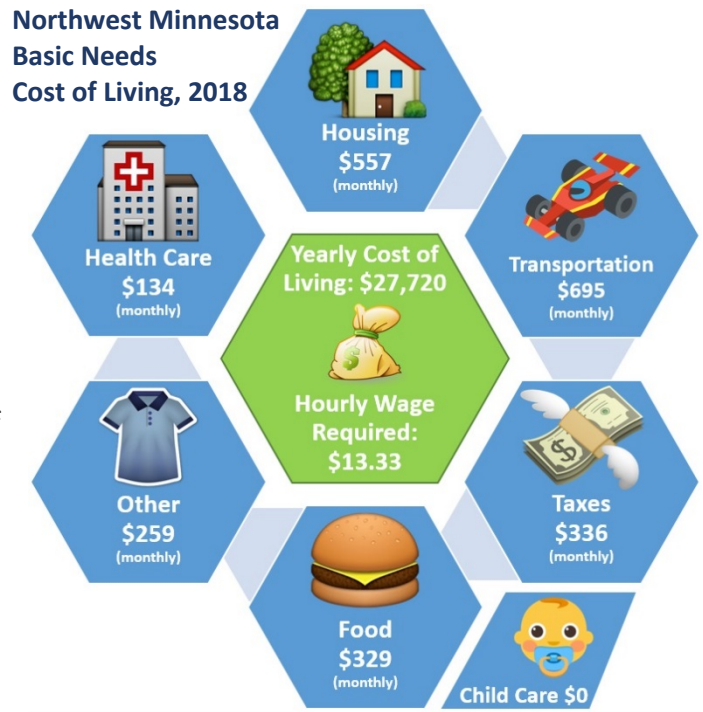 Northwest Minnesota
Basic Needs
Cost of Living, 2018
Housing
$557
(monthly)
Health Care
$134
(monthly)
Yearly Cost of
Living: $27,720
$
Hourly Wage
Required:
$13.33
Transportation
$695
(monthly)
Other
$259
(monthly)
$
Taxes
$336
(monthly)
Food
$329
(monthly)
Child Care $0